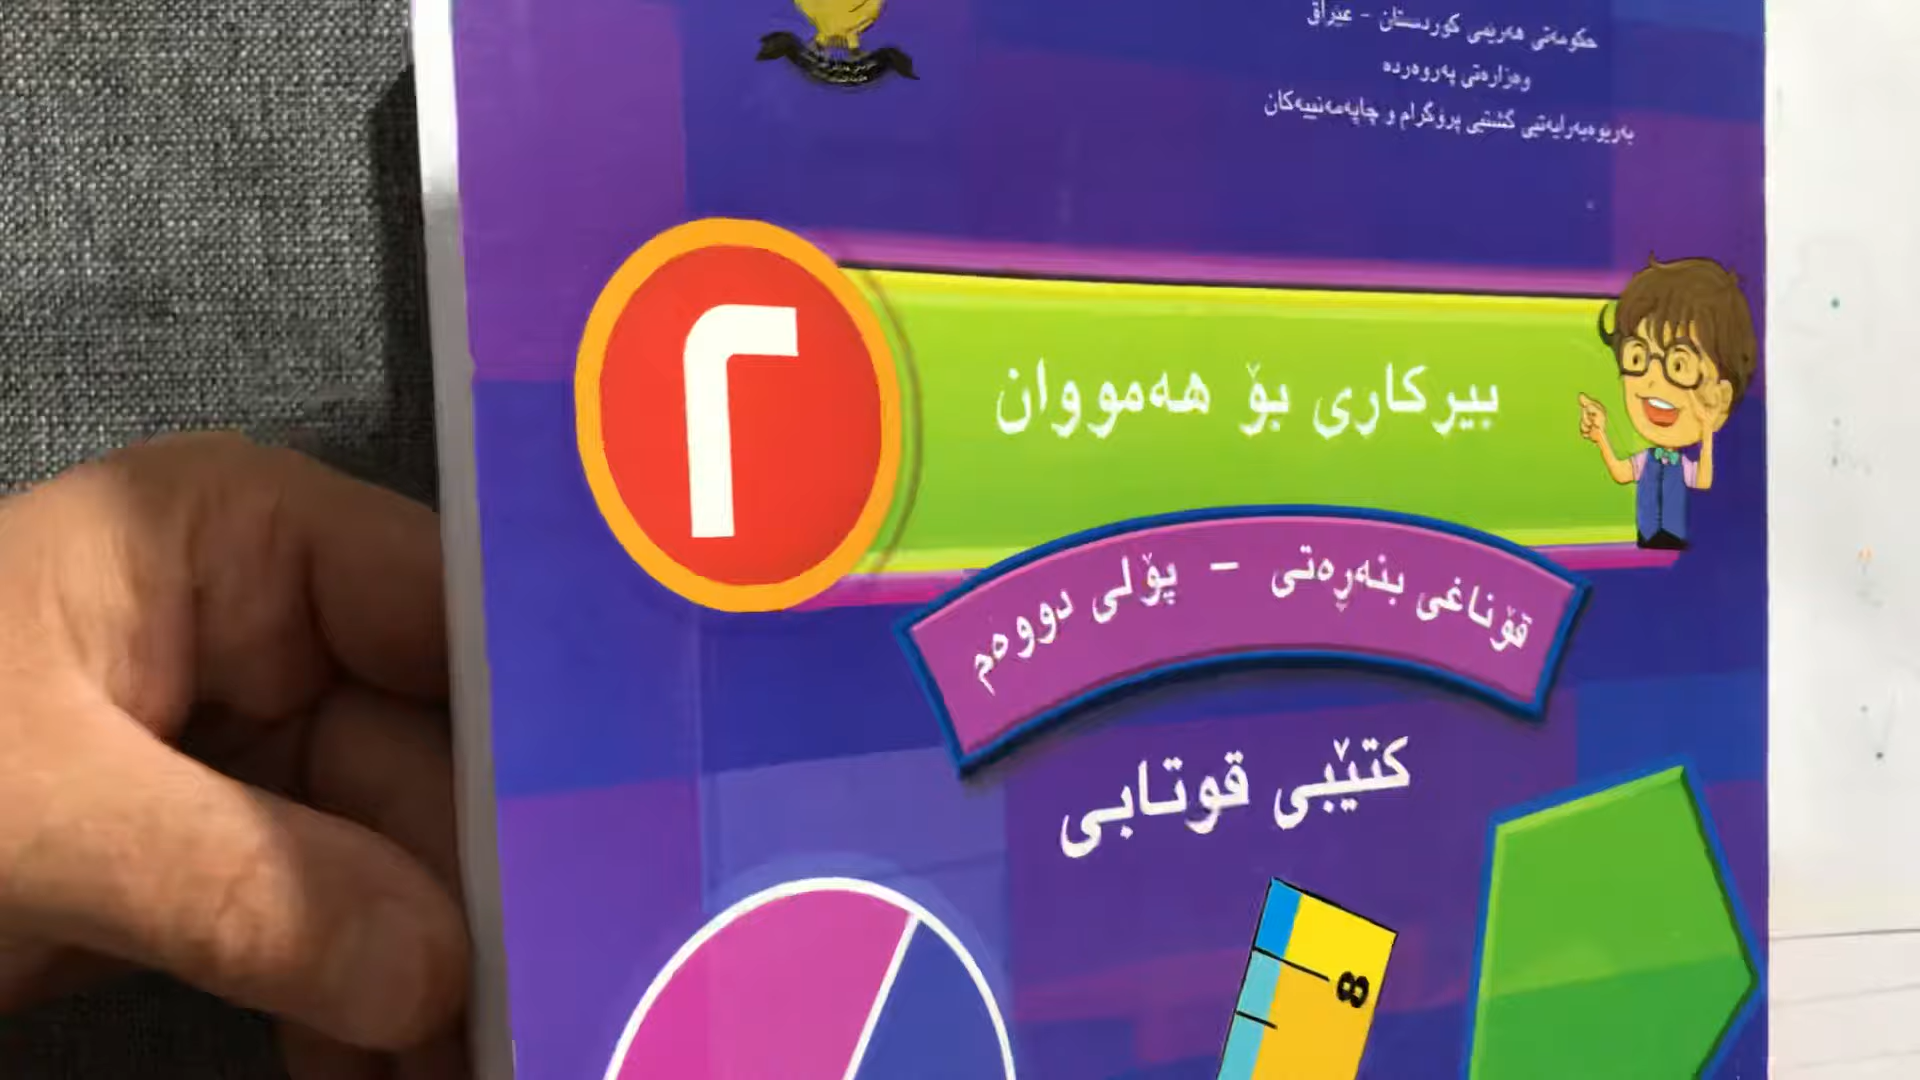 حکومەتی هەرێمی کوردستان - عێراق
وەزارەتی پەروەردە
بەڕێوەبەرایەتیی گشتیی پرۆگرام و چاپەمەنییەکان
٢
بیرکاری بۆ هەمووان
قۆناغی بنەڕەتی - پۆلی دووەم
کتێبی قوتابی
8